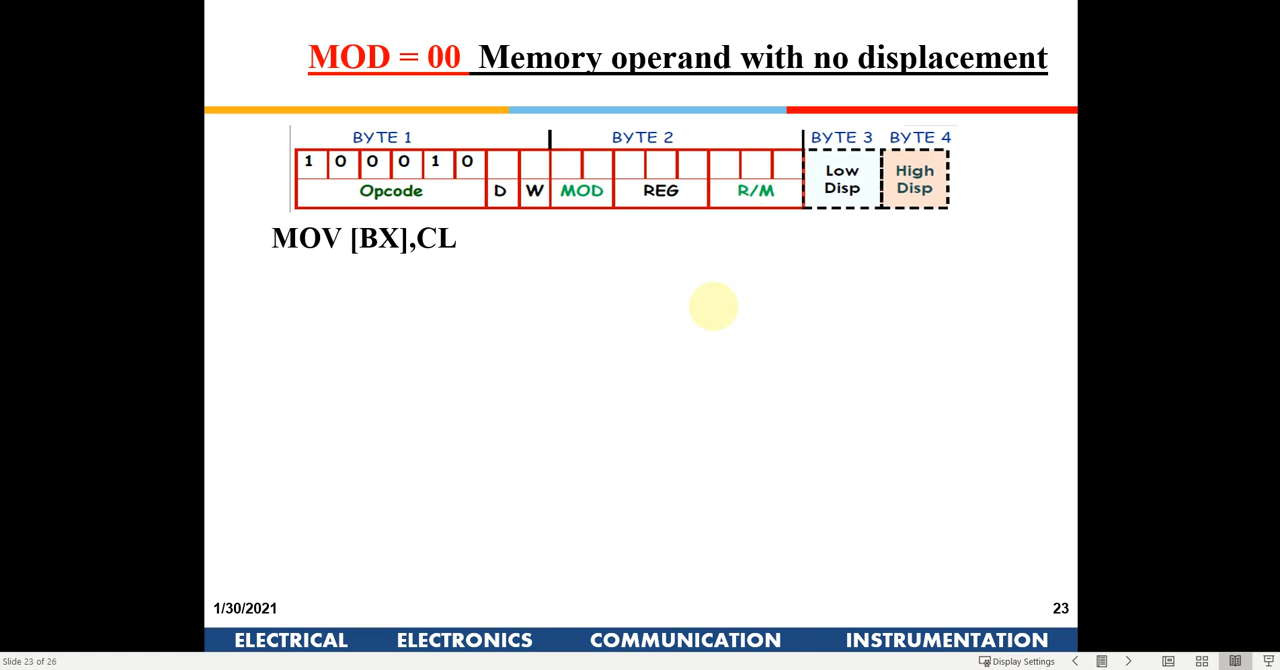 MOD = 00 Memory operand with no displacement
BYTE 1 BYTE 2 BYTE 3 BYTE 4
1 0 0 0 1 0
Opcode D W MOD REG R/M Low Disp High Disp
MOV [BX],CL
1/30/2021 23
ELECTRICAL ELECTRONICS COMMUNICATION INSTRUMENTATION
Slide 23 of 26 Display Settings